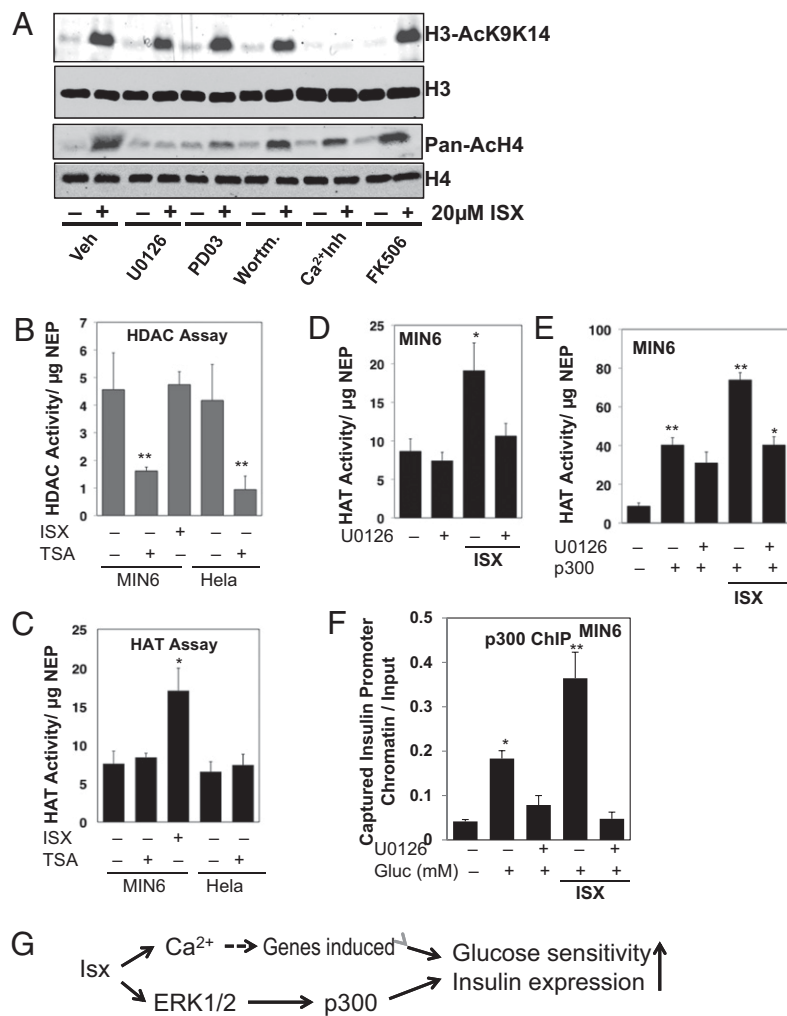 A
H3-AcK9K14
H3
Pan-AcH4
H4
– + – + – + – + – + – + 20µM ISX
Veh U0126 PD03 Wortm. Ca2+Inh FK506
B
HDAC Assay
HDAC Activity/ µg NEP
7
6
5
4
3
2
1
0
** **
ISX – – + – –
TSA – + – – +
MIN6 Hela
C
HAT Assay
HAT Activity/ µg NEP
25
20
15
10
5
0
*
ISX – – + – –
TSA – + – – +
MIN6 Hela
D
MIN6
HAT Activity/ µg NEP
25
20
15
10
5
0
*
U0126 – + – +
ISX
E
MIN6
HAT Activity/ µg NEP
100
80
60
40
20
0
** ** *
U0126 – – + – +
p300 – + + + +
ISX
F
p300 ChIP MIN6
Captured Insulin Promoter
Chromatin / Input
0.5
0.4
0.3
0.2
0.1
0
* **
U0126 – – + – +
Gluc (mM) – + + + +
ISX
G
Isx
Ca2+ Genes induced
ERK1/2 p300
Glucose sensitivity
Insulin expression